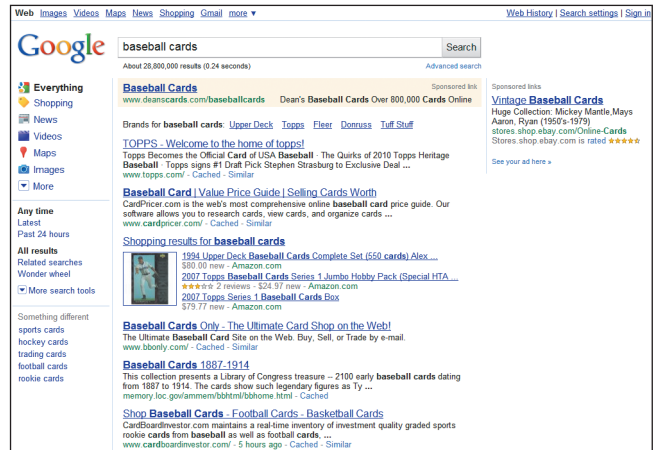 Web Images Videos Maps News Shopping Gmail more ▼
Web History | Search settings | Sign in
Google
baseball cards
Search
About 28,800,000 results (0.24 seconds)
Advanced search
Everything
Shopping
News
Videos
Maps
Images
More
Any time
Latest
Past 24 hours
All results
Related searches
Wonder wheel
More search tools
Something different
sports cards
hockey cards
trading cards
football cards
rookie cards
Baseball Cards
Sponsored link
www.deanscards.com/baseballcards Dean's Baseball Cards Over 800,000 Cards Online
Brands for baseball cards: Upper Deck Topps Fleer Donruss Tuff Stuff
TOPPS - Welcome to the home of topps!
Topps Becomes the Official Card of USA Baseball · The Quirks of 2010 Topps Heritage
Baseball · Topps signs #1 Draft Pick Stephen Strasburg to Exclusive Deal ...
www.topps.com/ - Cached - Similar
Baseball Card | Value Price Guide | Selling Cards Worth
CardPricer.com is the web's most comprehensive online baseball card price guide. Our
software allows you to research cards, view cards, and organize cards ...
www.cardpricer.com/ - Cached - Similar
Shopping results for baseball cards
1994 Upper Deck Baseball Cards Complete Set (550 cards) Alex ...
$80.00 new - Amazon.com
2007 Topps Baseball Cards Series 1 Jumbo Hobby Pack (Special HTA ...
2 reviews - $24.97 new - Amazon.com
2007 Topps Series 1 Baseball Cards Box
$79.77 new - Amazon.com
Baseball Cards Only - The Ultimate Card Shop on the Web!
The Ultimate Baseball Card Site on the Web. Buy, Sell, or Trade by e-mail.
www.bbonly.com/ - Cached - Similar
Baseball Cards 1887-1914
This collection presents a Library of Congress treasure -- 2100 early baseball cards dating
from 1887 to 1914. The cards show such legendary figures as Ty ...
memory.loc.gov/ammem/bbhtml/bbhome.html - Cached
Shop Baseball Cards - Football Cards - Basketball Cards
CardBoardInvestor.com maintains a real-time inventory of investment quality graded sports
rookie cards from baseball as well as football cards, ...
www.cardboardinvestor.com/ - 5 hours ago - Cached - Similar
Sponsored links
Vintage Baseball Cards
Huge Collection: Mickey Mantle,Mays
Aaron, Ryan (1950's-1979)
stores.shop.ebay.com/Online-Cards
Stores.shop.ebay.com is rated
See your ad here »